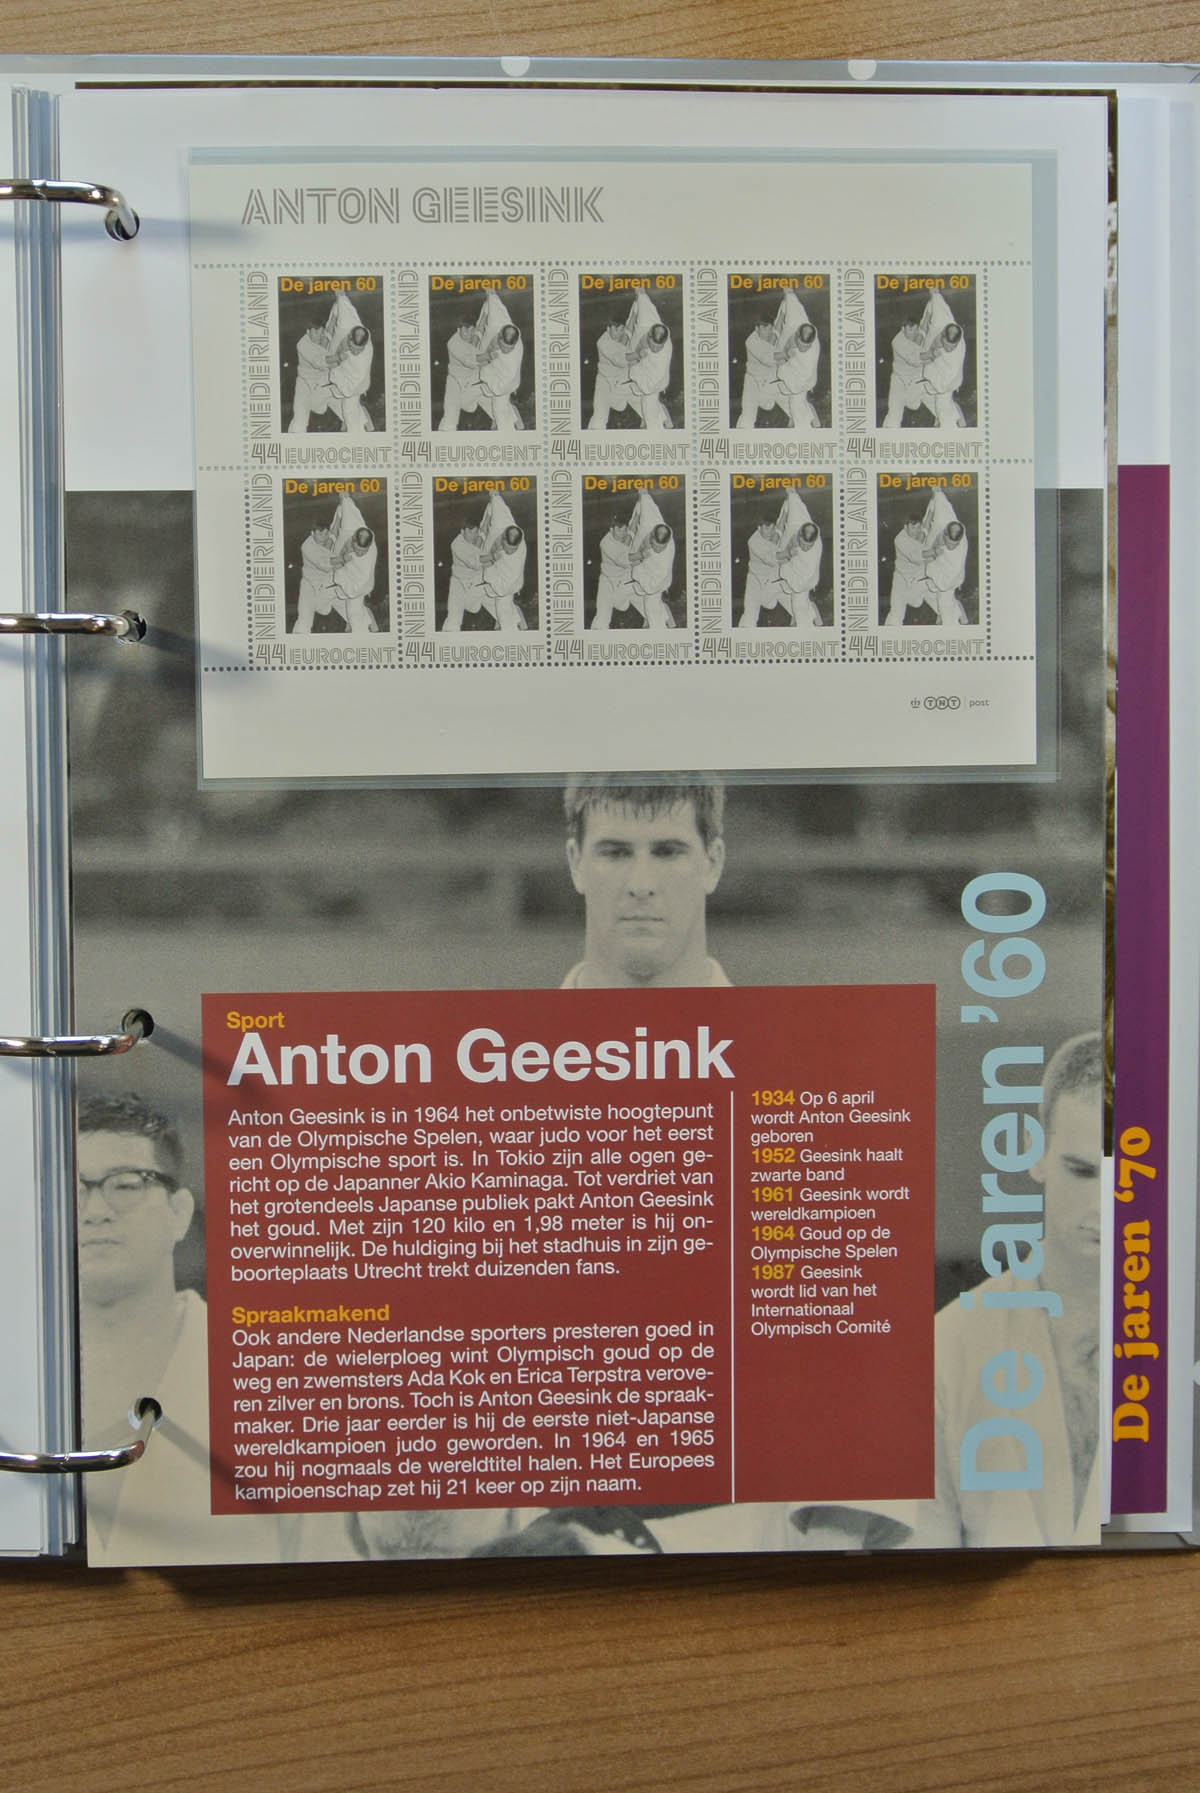 ANTON GEESINK
De jaren 60 De jaren 60 De jaren 60 De jaren 60 De jaren 60
NEDERLAND NEDERLAND NEDERLAND NEDERLAND NEDERLAND
44 EUROCENT 44 EUROCENT 44 EUROCENT 44 EUROCENT 44 EUROCENT
De jaren 60 De jaren 60 De jaren 60 De jaren 60 De jaren 60
NEDERLAND NEDERLAND NEDERLAND NEDERLAND NEDERLAND
44 EUROCENT 44 EUROCENT 44 EUROCENT 44 EUROCENT 44 EUROCENT
TNT post
Sport
Anton Geesink
Anton Geesink is in 1964 het onbetwiste hoogtepunt
van de Olympische Spelen, waar judo voor het eerst
een Olympische sport is. In Tokio zijn alle ogen ge-
richt op de Japanner Akio Kaminaga. Tot verdriet van
het grotendeels Japanse publiek pakt Anton Geesink
het goud. Met zijn 120 kilo en 1,98 meter is hij on-
overwinnelijk. De huldiging bij het stadhuis in zijn ge-
boorteplaats Utrecht trekt duizenden fans.
Spraakmakend
Ook andere Nederlandse sporters presteren goed in
Japan: de wielerploeg wint Olympisch goud op de
weg en zwemsters Ada Kok en Erica Terpstra verove-
ren zilver en brons. Toch is Anton Geesink de spraak-
maker. Drie jaar eerder is hij de eerste niet-Japanse
wereldkampioen judo geworden. In 1964 en 1965
zou hij nogmaals de wereldtitel halen. Het Europees
kampioenschap zet hij 21 keer op zijn naam.
1934 Op 6 april
wordt Anton Geesink
geboren
1952 Geesink haalt
zwarte band
1961 Geesink wordt
wereldkampioen
1964 Goud op de
Olympische Spelen
1987 Geesink
wordt lid van het
Internationaal
Olympisch Comité
De jaren '60
De jaren '70